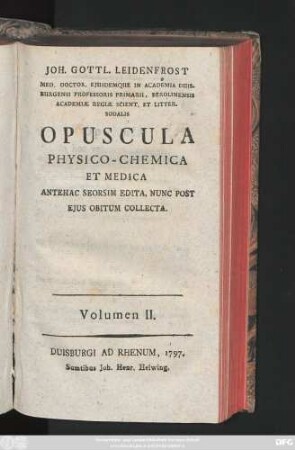 JOH. GOTTL. LEIDENFROST
MED. DOCTOR. EJUSDEMQUE IN ACADEMIA DUIS-
BURGENSI PROFESSORIS PRIMARII, BEROLINENSIS
ACADEMIÆ REGIÆ SCIENT. ET LITTER.
SODALIS
OPUSCULA
PHYSICO-CHEMICA
ET MEDICA
ANTEHAC SEORSIM EDITA, NUNC POST
EJUS OBITUM COLLECTA.
Volumen II.
DUISBURGI AD RHENUM, 1797.
Sumtibus Joh. Henr. Helwing.
DFG